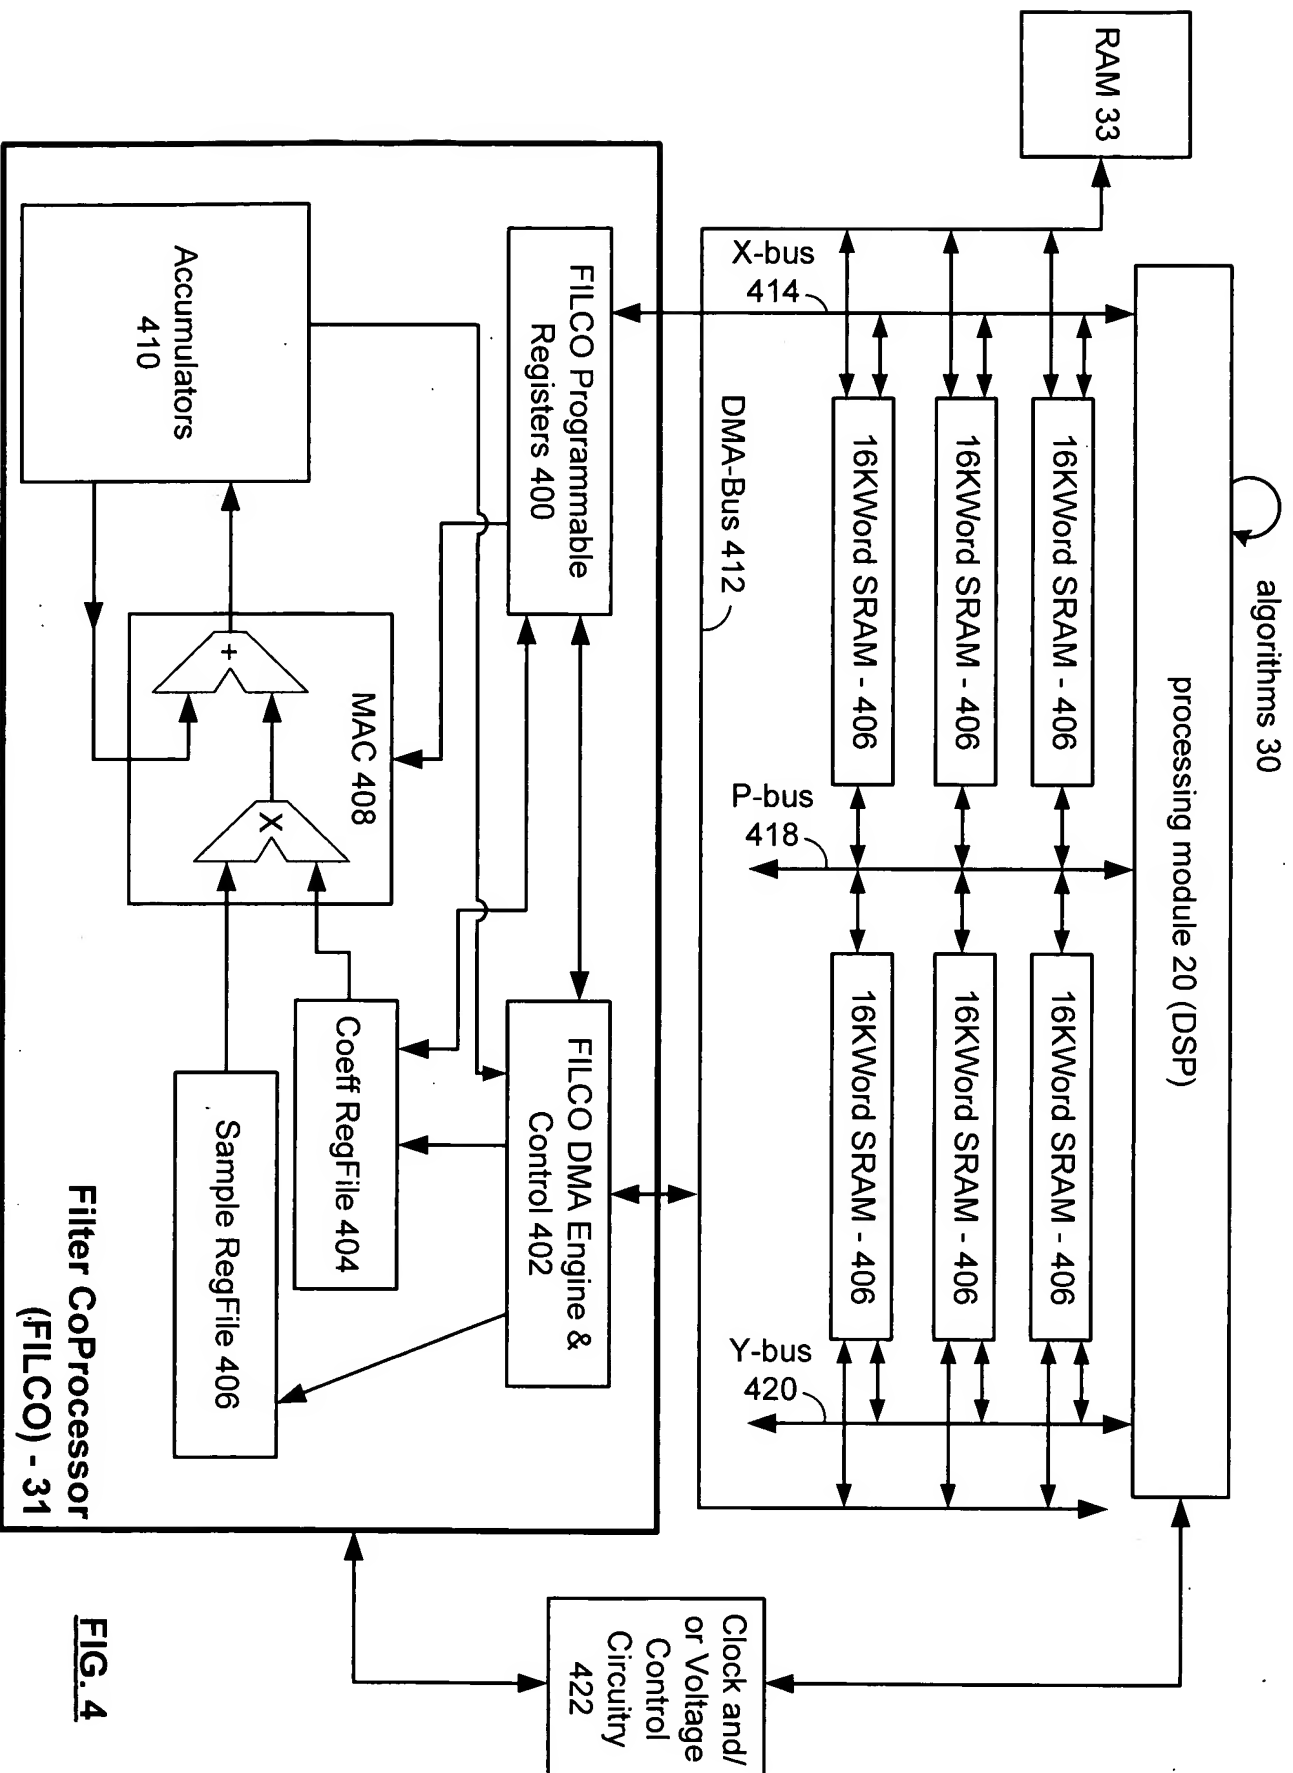 algorithms 30
processing module 20 (DSP)
RAM 33
16KWord SRAM - 406
16KWord SRAM - 406
16KWord SRAM - 406
16KWord SRAM - 406
16KWord SRAM - 406
16KWord SRAM - 406
X-bus
414
P-bus
418
Y-bus
420
DMA-Bus 412
Clock and/
or Voltage
Control
Circuitry
422
FILCO Programmable
Registers 400
FILCO DMA Engine &
Control 402
MAC 408
Coeff RegFile 404
Accumulators
410
+
X
Sample RegFile 406
Filter CoProcessor
(FILCO) - 31
FIG. 4